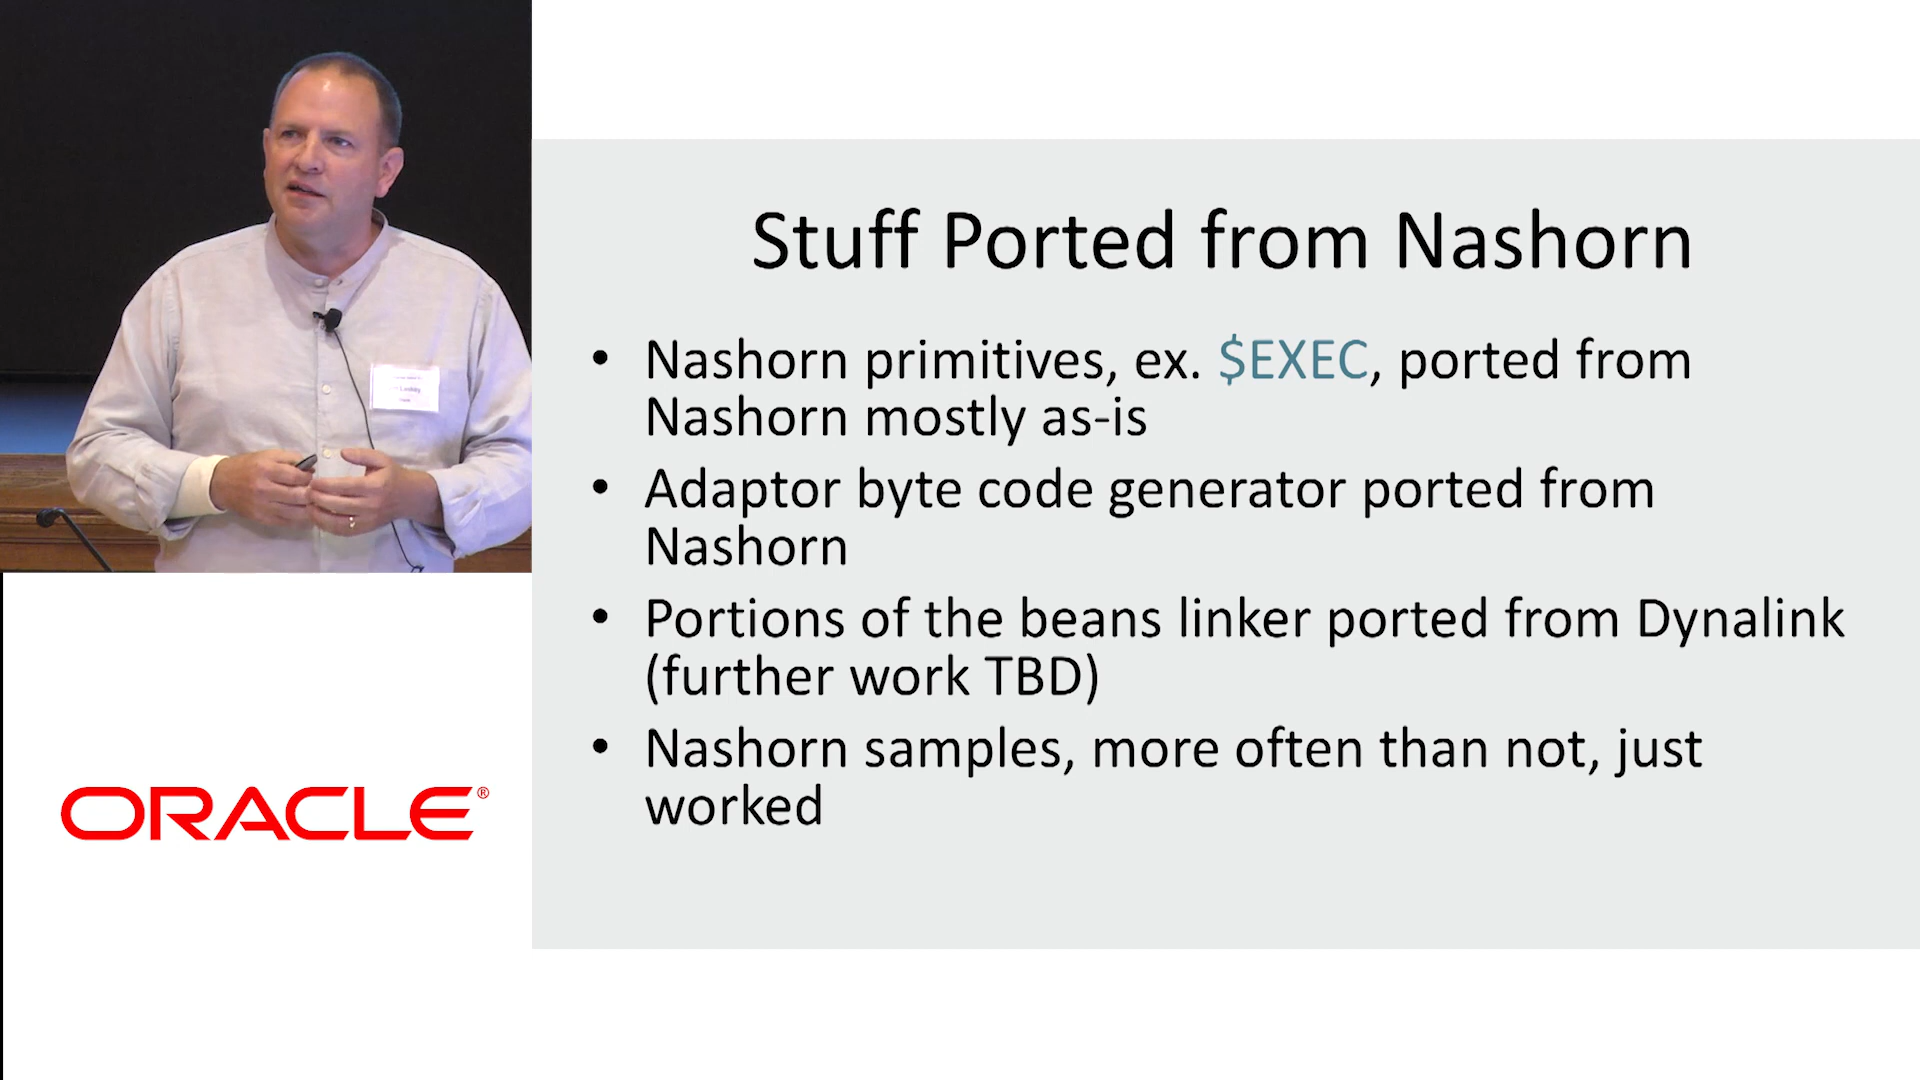 Stuff Ported from Nashorn
• Nashorn primitives, ex. $EXEC, ported from
Nashorn mostly as-is
• Adaptor byte code generator ported from
Nashorn
• Portions of the beans linker ported from Dynalink
(further work TBD)
• Nashorn samples, more often than not, just
worked
Laskey
ORACLE®